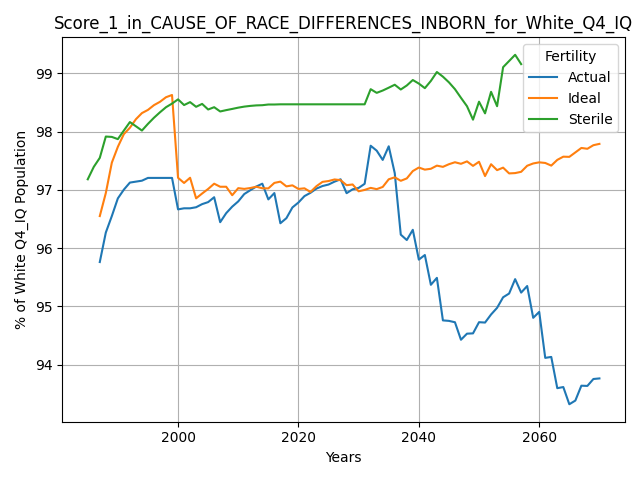 Score_1_in_CAUSE_OF_RACE_DIFFERENCES_INBORN_for_White_Q4_IQ
Fertility
Actual
Ideal
Sterile
% of White Q4_IQ Population
99
98
97
96
95
94
2000
2020
2040
2060
Years